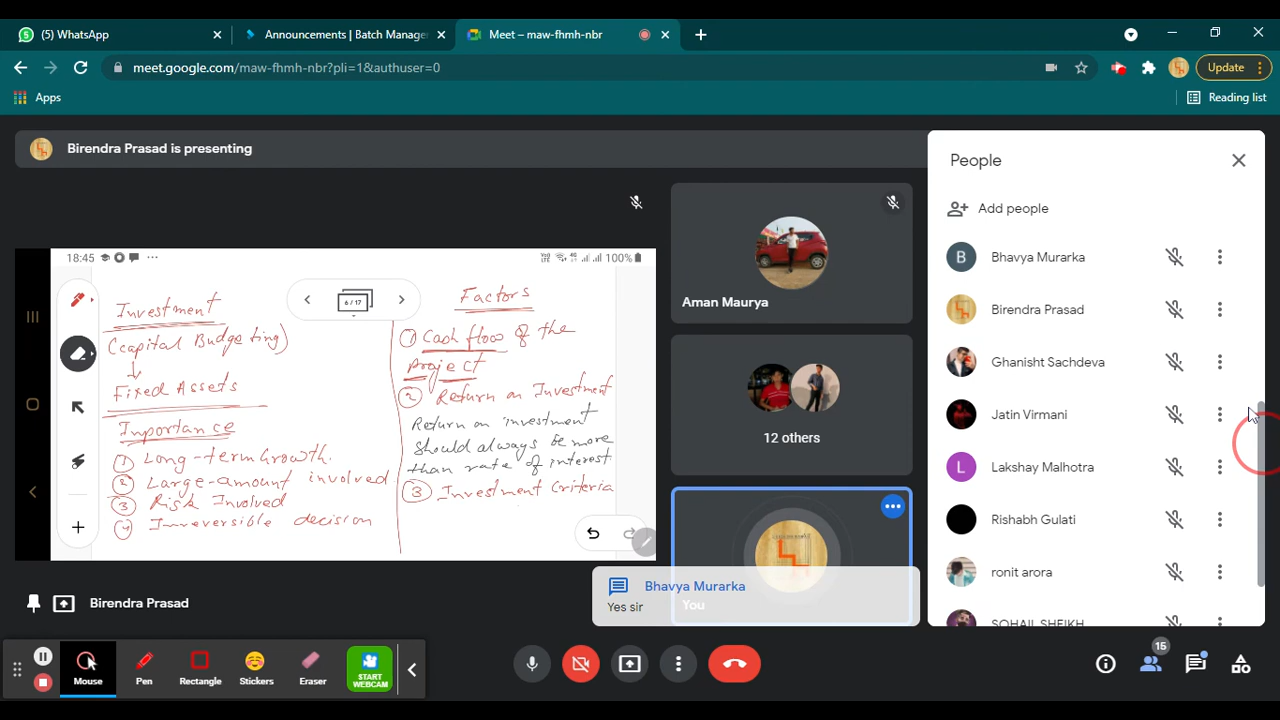 (5) WhatsApp
Announcements | Batch Manage
Meet – maw-fhmh-nbr
meet.google.com/maw-fhmh-nbr?pli=1&authuser=0
Update
Apps
Reading list
Birendra Prasad is presenting
18:45
100%
6/17
Investment
(Capital Budgeting)
Fixed Assets
Importance
① Long-term Growth.
② Large-amount involved
③ Risk Involved
④ Irreversible decision
Factors
① Cash flow of the
Project
② Return on Investment
Return on investment
should always be more
than rate of interest.
③ Investment Criteria
Birendra Prasad
Aman Maurya
12 others
You
Bhavya Murarka
Yes sir
People
Add people
B
Bhavya Murarka
Birendra Prasad
Ghanisht Sachdeva
Jatin Virmani
L
Lakshay Malhotra
Rishabh Gulati
ronit arora
SOHAIL SHEIKH
Mouse
Pen
Rectangle
Stickers
Eraser
START
WEBCAM
15